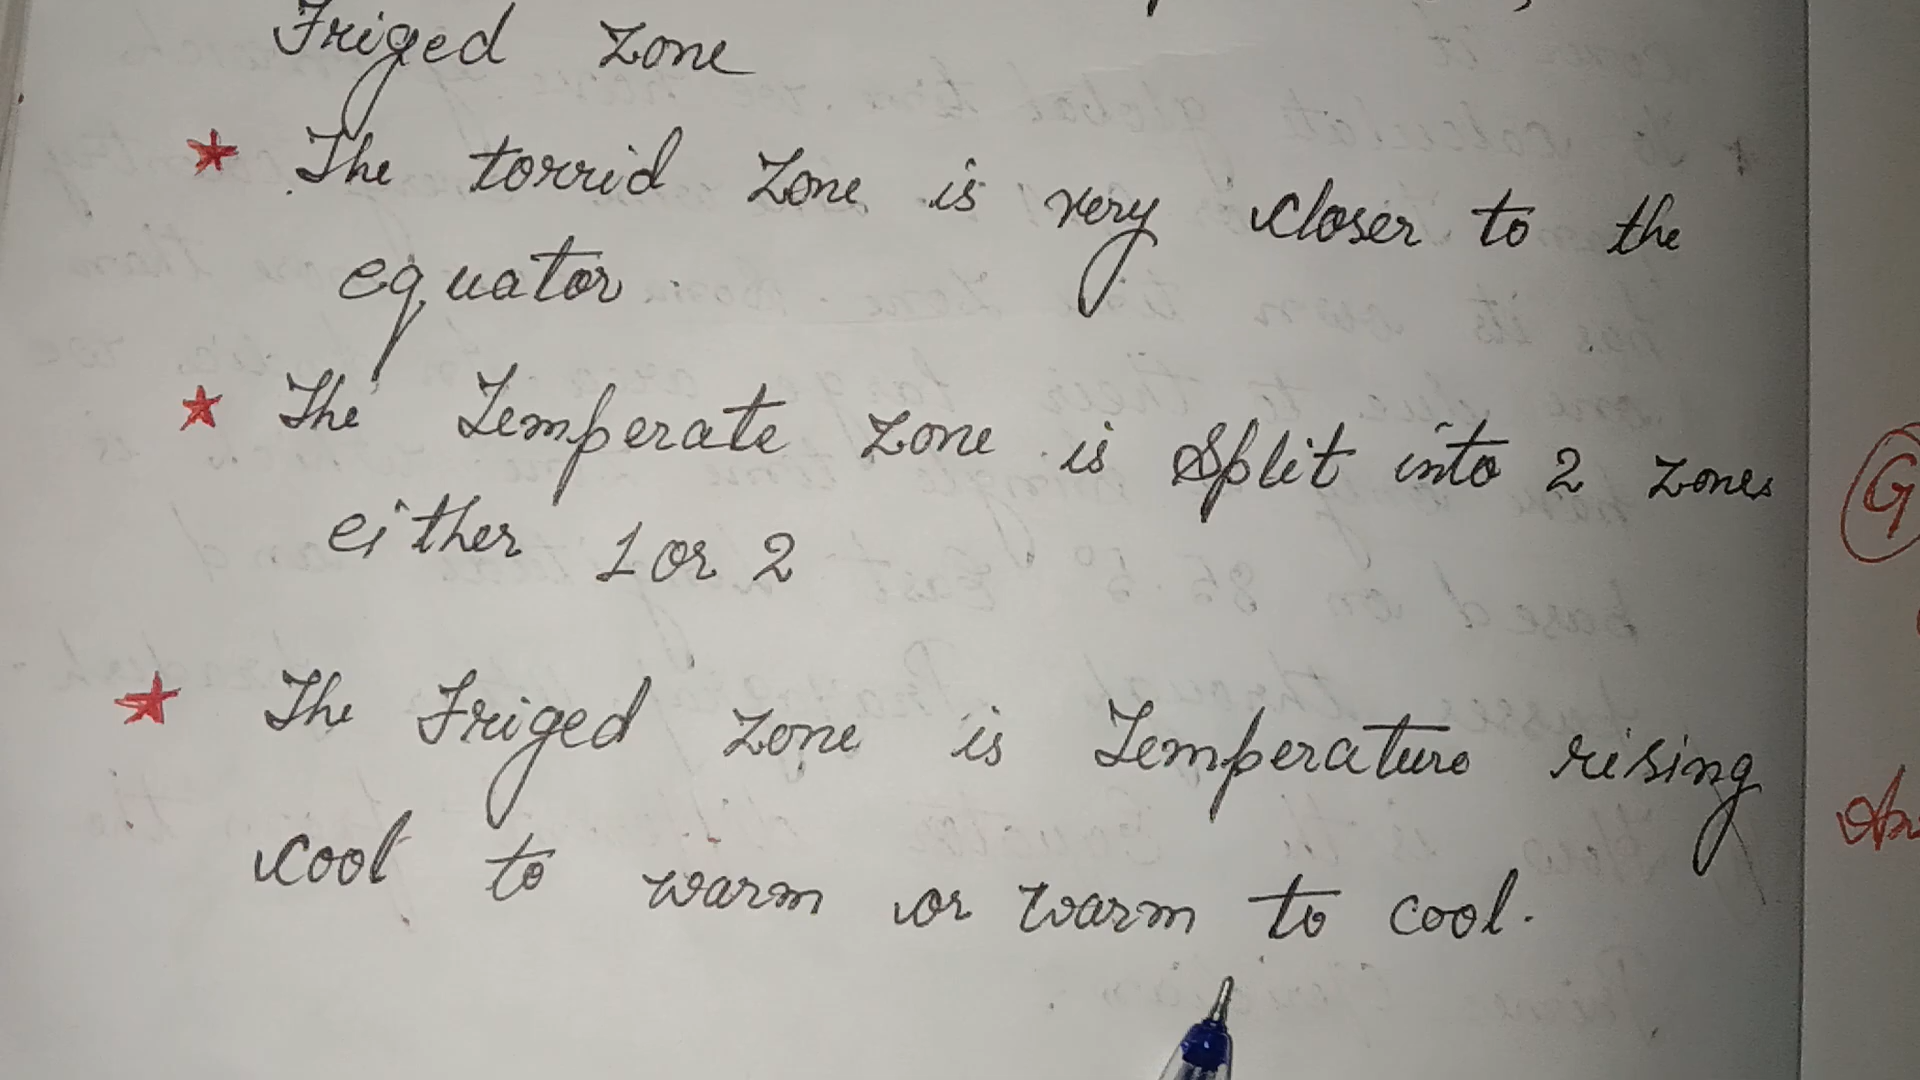 Friged zone
The torrid Zone is very closer to the
equator.
The Temperate zone is Split into 2 zones
either 1 or 2
The Friged zone is Temperature rising
cool to warm or warm to cool.
G